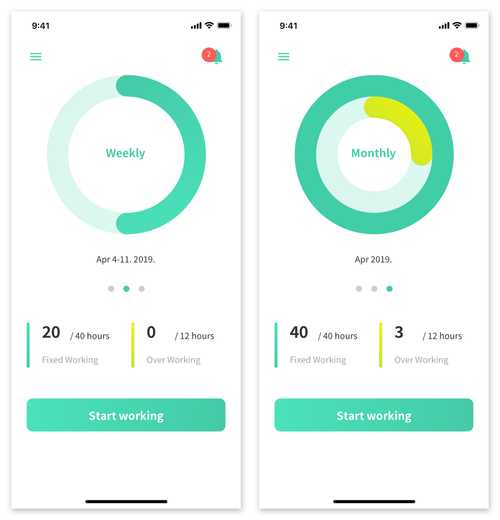 9:41
2
Weekly
Apr 4-11. 2019.
20 / 40 hours
Fixed Working
0 / 12 hours
Over Working
Start working
9:41
2
Monthly
Apr 2019.
40 / 40 hours
Fixed Working
3 / 12 hours
Over Working
Start working